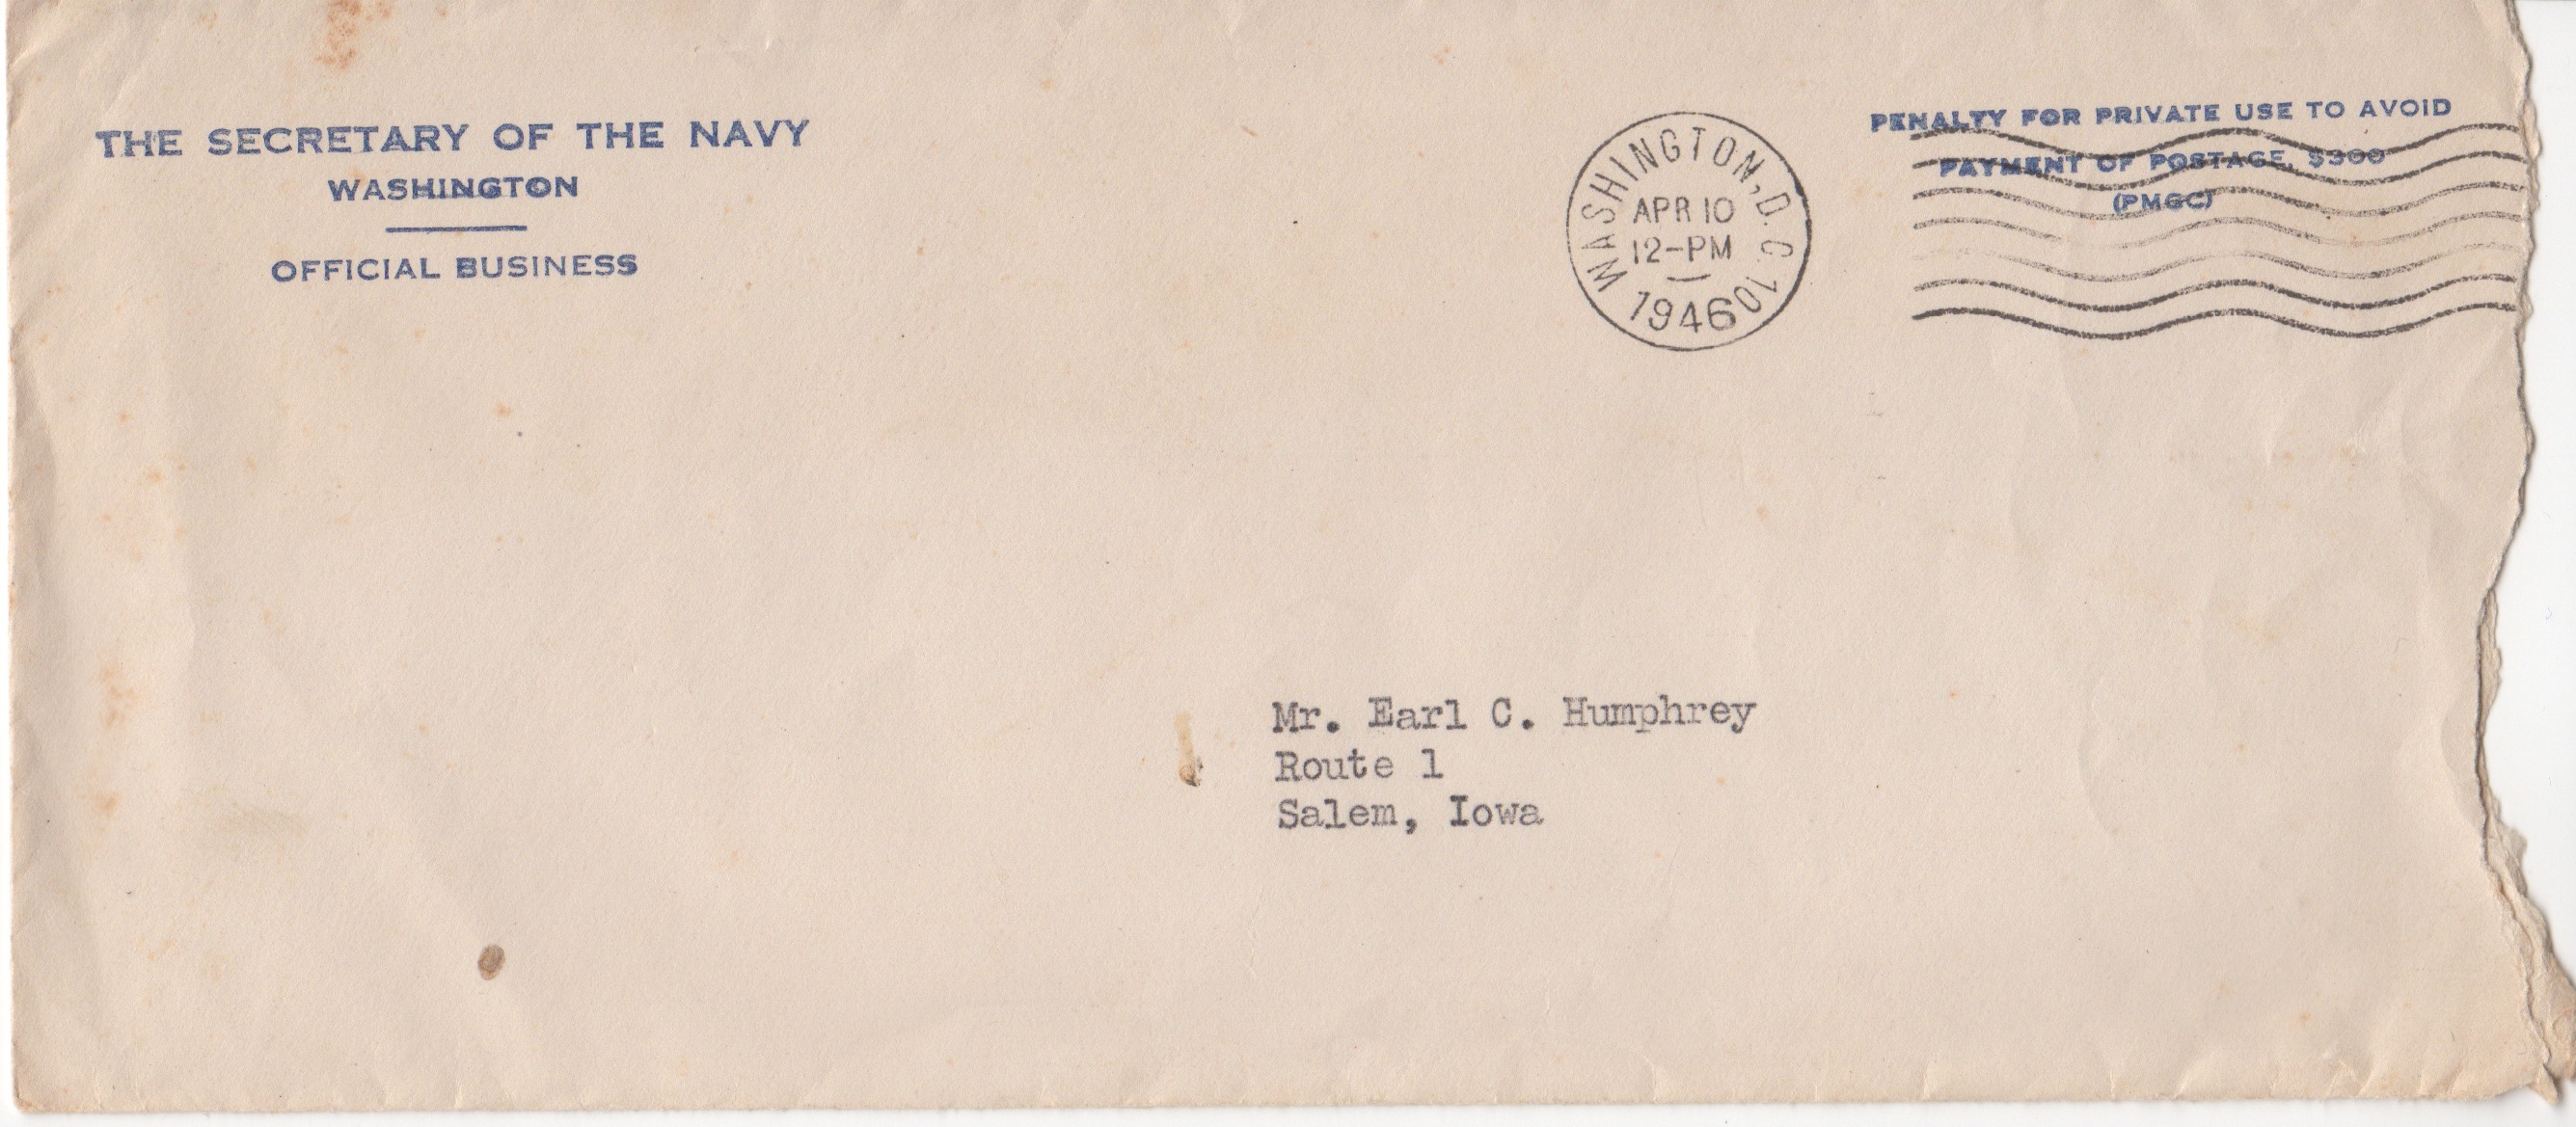 THE SECRETARY OF THE NAVY
WASHINGTON
OFFICIAL BUSINESS
WASHINGTON, D.C. 10
APR 10
12-PM
1946
PENALTY FOR PRIVATE USE TO AVOID
PAYMENT OF POSTAGE, $300
(PMGC)
Mr. Earl C. Humphrey
Route 1
Salem, Iowa